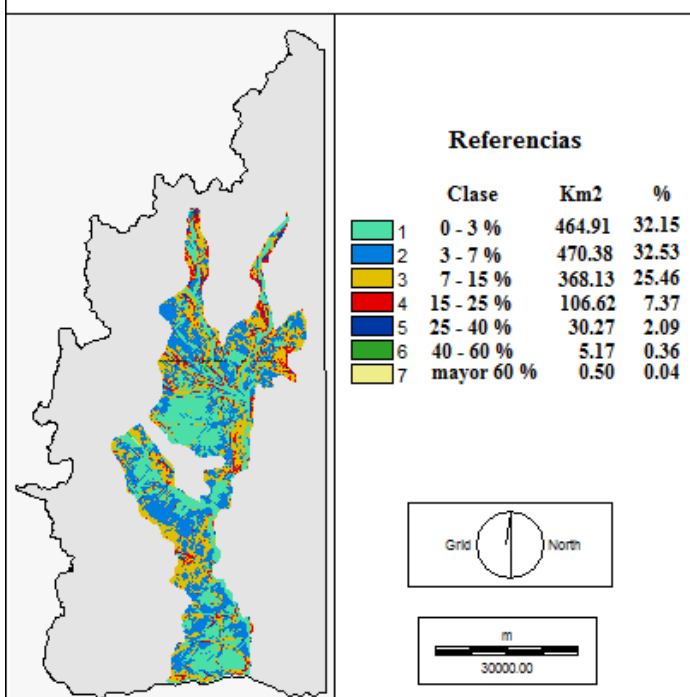 Referencias
Clase Km2 %
1 0 - 3 % 464.91 32.15
2 3 - 7 % 470.38 32.53
3 7 - 15 % 368.13 25.46
4 15 - 25 % 106.62 7.37
5 25 - 40 % 30.27 2.09
6 40 - 60 % 5.17 0.36
7 mayor 60 % 0.50 0.04
Grid North
m
30000.00